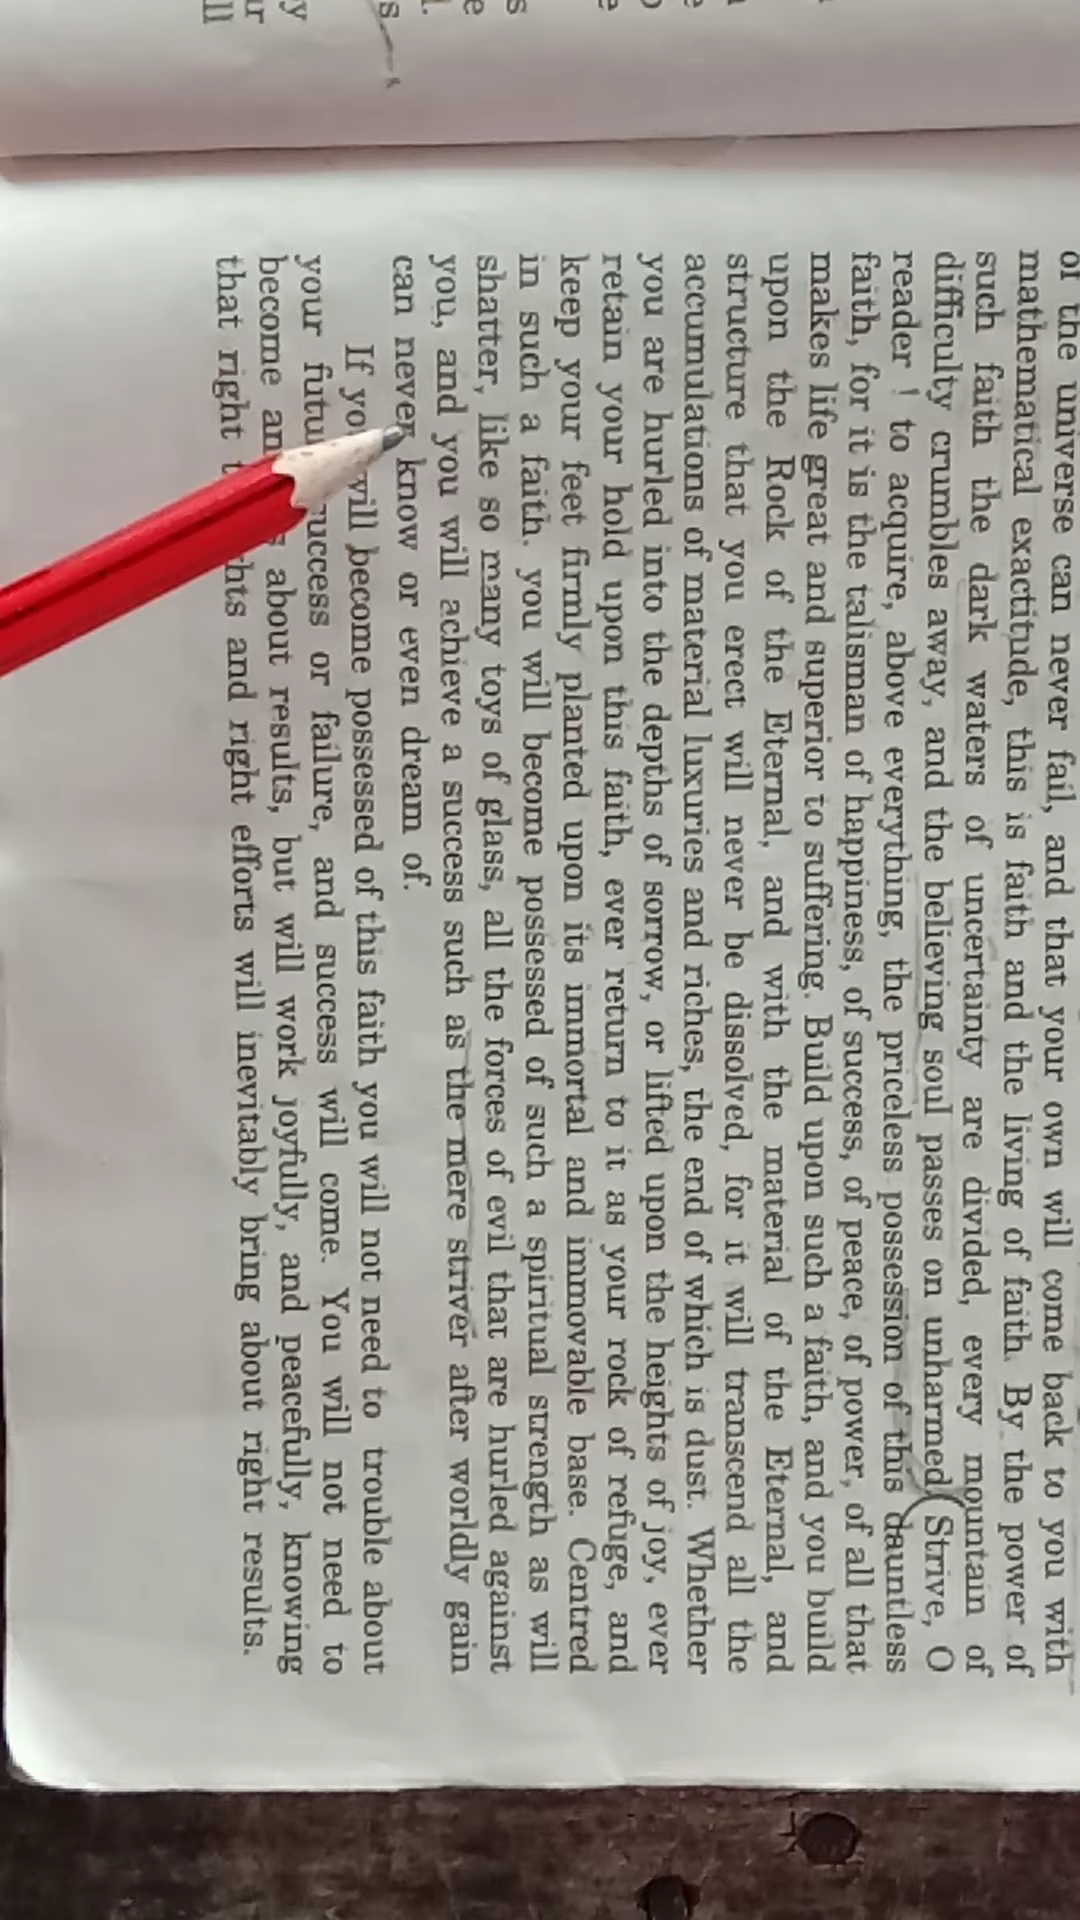 of the universe can never fail, and that your own will come back to you with
mathematical exactitude, this is faith and the living of faith. By the power of
such faith the dark waters of uncertainty are divided, every mountain of
difficulty crumbles away, and the believing soul passes on unharmed. (Strive, O
reader ! to acquire, above everything, the priceless possession of this dauntless
faith, for it is the talisman of happiness, of success, of peace, of power, of all that
makes life great and superior to suffering. Build upon such a faith, and you build
upon the Rock of the Eternal, and with the material of the Eternal, and
structure that you erect will never be dissolved, for it will transcend all the
accumulations of material luxuries and riches, the end of which is dust. Whether
you are hurled into the depths of sorrow, or lifted upon the heights of joy, ever
retain your hold upon this faith, ever return to it as your rock of refuge, and
keep your feet firmly planted upon its immortal and immovable base. Centred
in such a faith. you will become possessed of such a spiritual strength as will
shatter, like so many toys of glass, all the forces of evil that are hurled against
you, and you will achieve a success such as the mere striver after worldly gain
can never know or even dream of.
If will become possessed of this faith you will not need to trouble about
your or failure, and success will come. You will not need to
become about results, but will work joyfully, and peacefully, knowing
that right and right efforts will inevitably bring about right results.